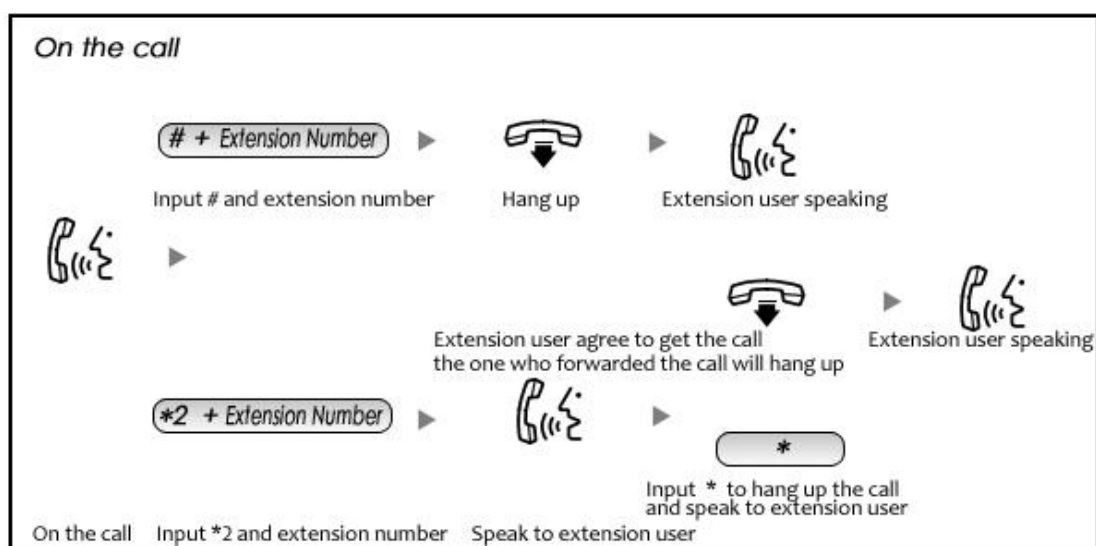 On the call
# + Extension Number
Input # and extension number
Hang up
Extension user speaking
Extension user agree to get the call
the one who forwarded the call will hang up
Extension user speaking
*2 + Extension Number
*
Input * to hang up the call
and speak to extension user
On the call
Input *2 and extension number
Speak to extension user